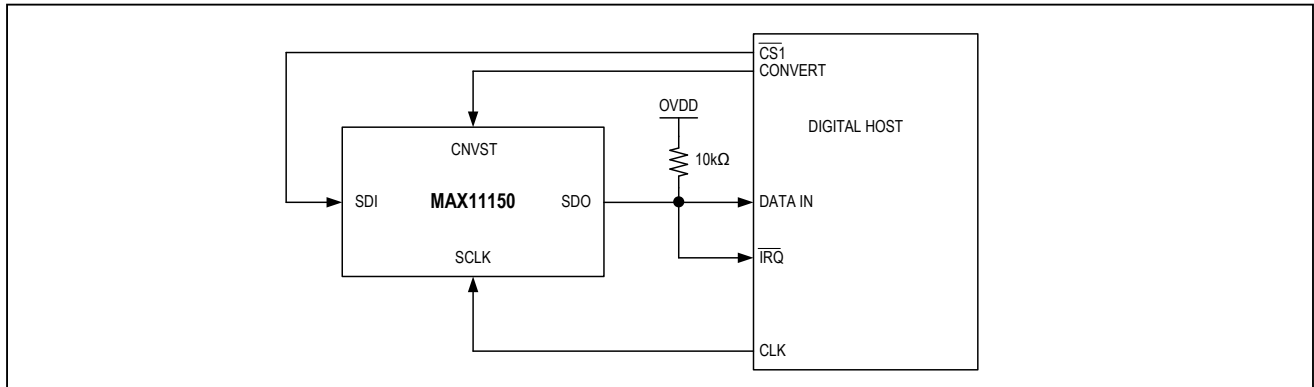 CS1
CONVERT
OVDD
DIGITAL HOST
10kΩ
CNVST
SDI
MAX11150
SDO
DATA IN
SCLK
IRQ
CLK